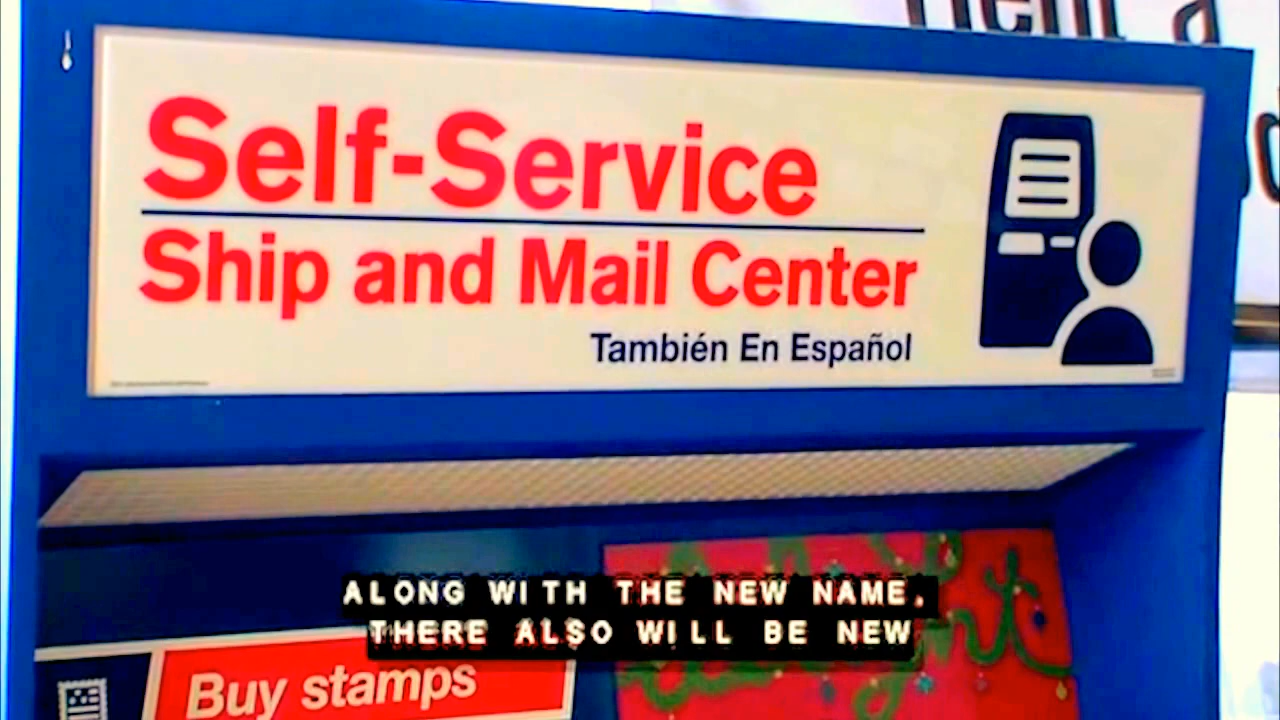 Self-Service
Ship and Mail Center
También En Español
ALONG WITH THE NEW NAME,
THERE ALSO WILL BE NEW
Buy stamps